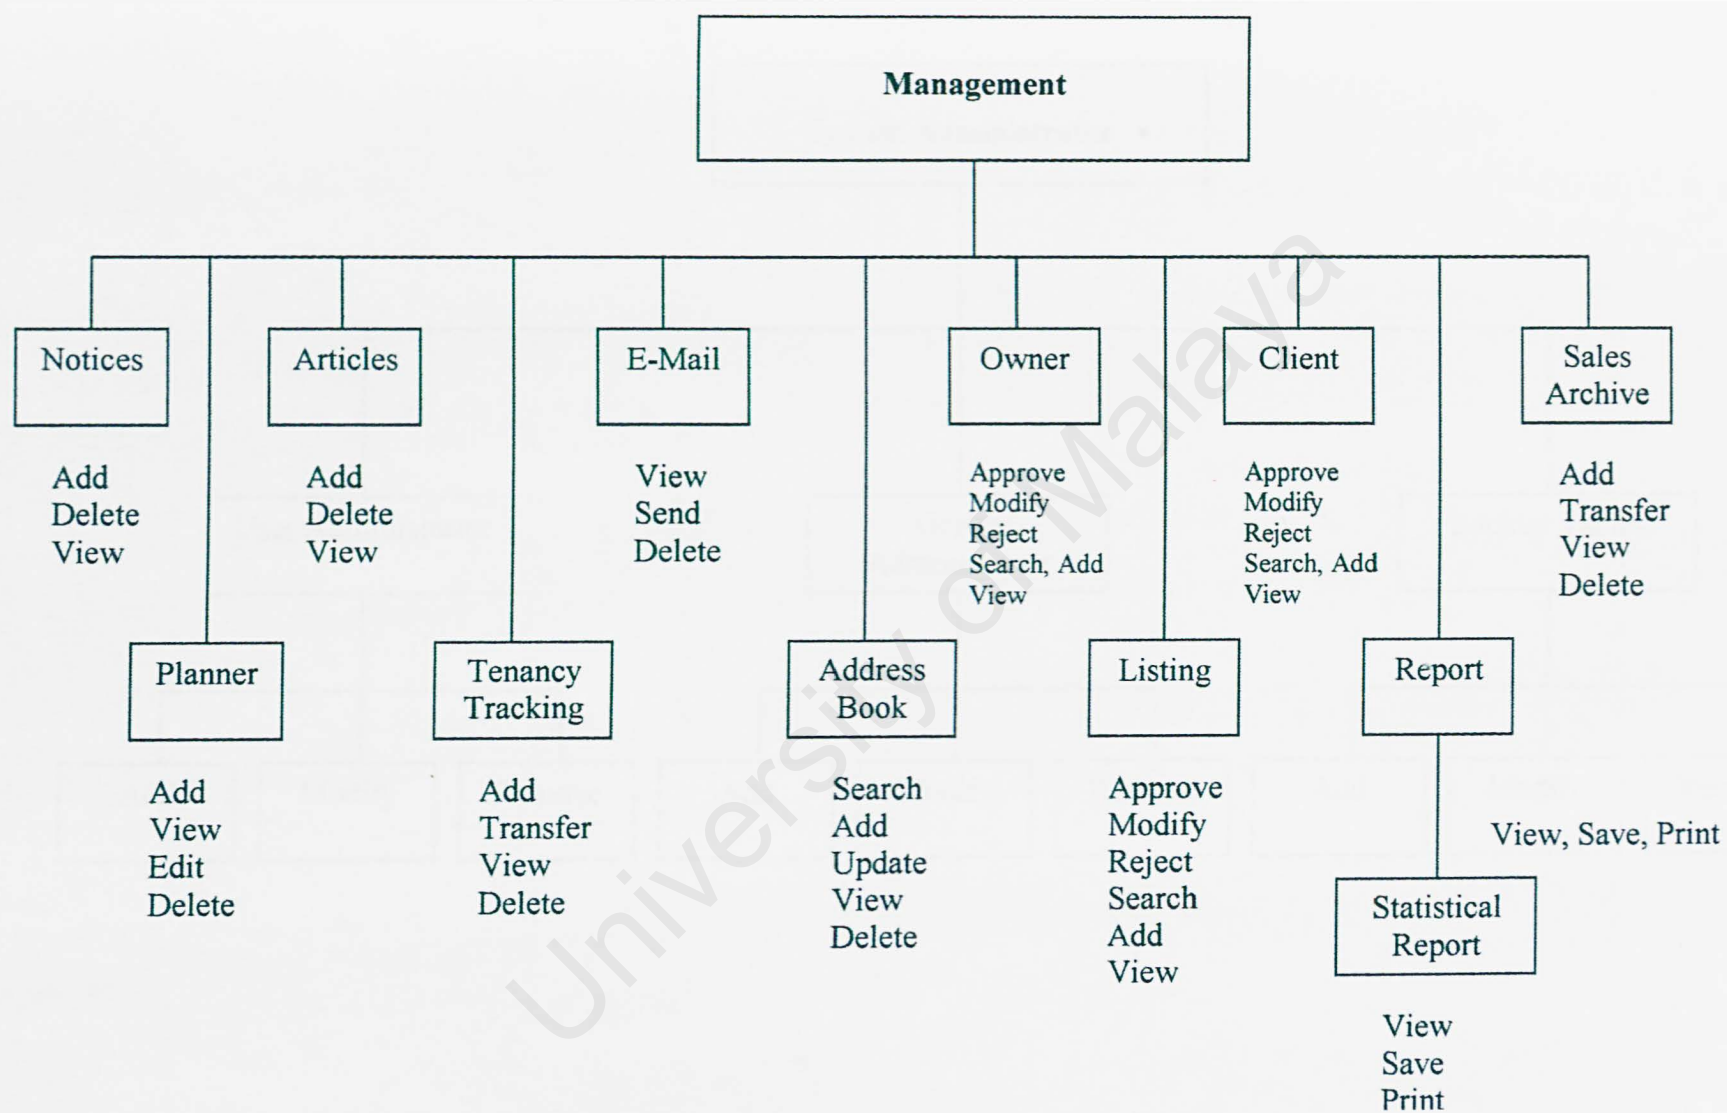 Management
Notices
Add
Delete
View
Articles
Add
Delete
View
E-Mail
View
Send
Delete
Owner
Approve
Modify
Reject
Search, Add
View
Client
Approve
Modify
Reject
Search, Add
View
Sales
Archive
Add
Transfer
View
Delete
Planner
Add
View
Edit
Delete
Tenancy
Tracking
Add
Transfer
View
Delete
Address
Book
Search
Add
Update
View
Delete
Listing
Approve
Modify
Reject
Search
Add
View
Report
View, Save, Print
Statistical
Report
View
Save
Print
University of Malaya